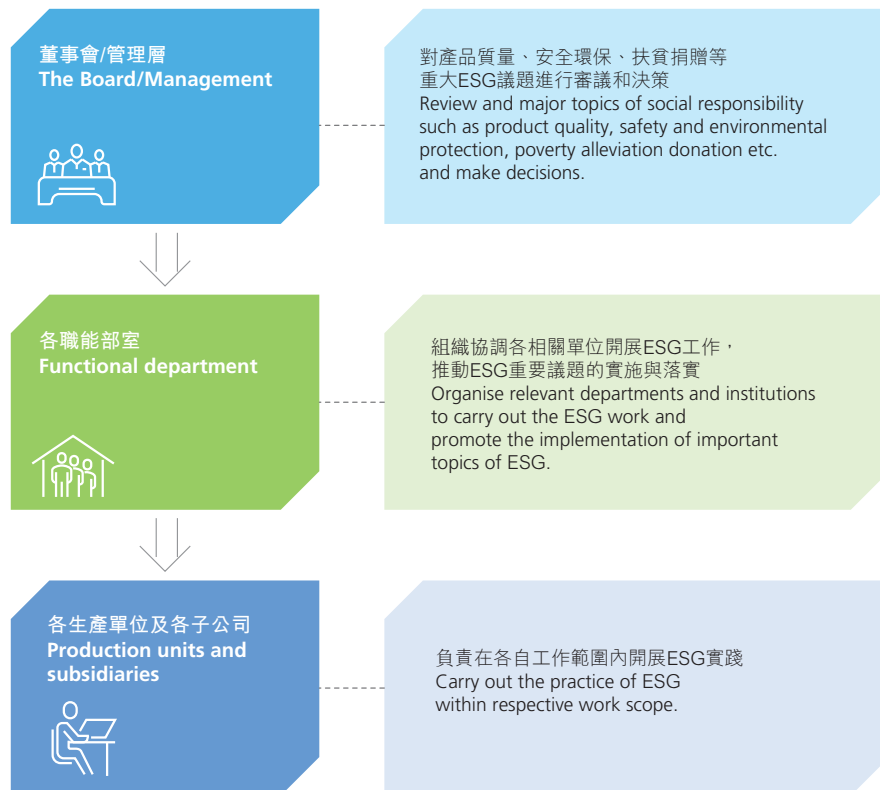 董事會/管理層
The Board/Management
對產品質量、安全環保、扶貧捐贈等
重大ESG議題進行審議和決策
Review and major topics of social responsibility
such as product quality, safety and environmental
protection, poverty alleviation donation etc.
and make decisions.
各職能部室
Functional department
組織協調各相關單位開展ESG工作，
推動ESG重要議題的實施與落實
Organise relevant departments and institutions
to carry out the ESG work and
promote the implementation of important
topics of ESG.
各生產單位及各子公司
Production units and
subsidiaries
負責在各自工作範圍內開展ESG實踐
Carry out the practice of ESG
within respective work scope.